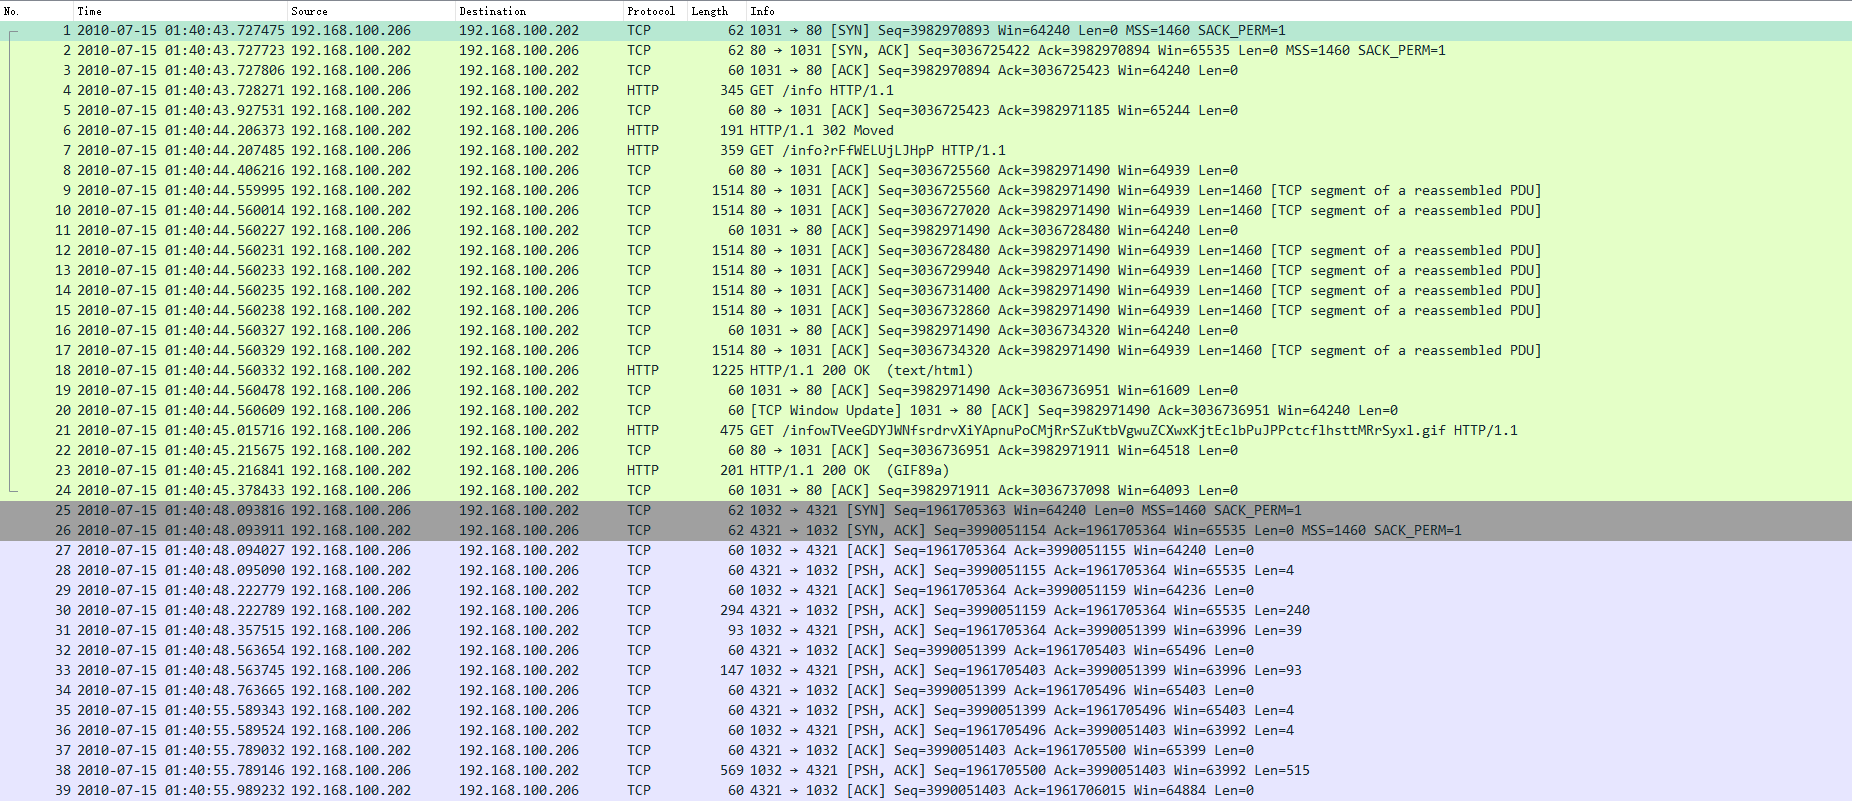 No. Time Source Destination Protocol Length Info
1 2010-07-15 01:40:43.727475 192.168.100.206 192.168.100.202 TCP 62 1031 → 80 [SYN] Seq=3982970893 Win=64240 Len=0 MSS=1460 SACK_PERM=1
2 2010-07-15 01:40:43.727723 192.168.100.202 192.168.100.206 TCP 62 80 → 1031 [SYN, ACK] Seq=3036725422 Ack=3982970894 Win=65535 Len=0 MSS=1460 SACK_PERM=1
3 2010-07-15 01:40:43.727806 192.168.100.206 192.168.100.202 TCP 60 1031 → 80 [ACK] Seq=3982970894 Ack=3036725423 Win=64240 Len=0
4 2010-07-15 01:40:43.728271 192.168.100.206 192.168.100.202 HTTP 345 GET /info HTTP/1.1
5 2010-07-15 01:40:43.927531 192.168.100.202 192.168.100.206 TCP 60 80 → 1031 [ACK] Seq=3036725423 Ack=3982971185 Win=65244 Len=0
6 2010-07-15 01:40:44.206373 192.168.100.202 192.168.100.206 HTTP 191 HTTP/1.1 302 Moved
7 2010-07-15 01:40:44.207485 192.168.100.206 192.168.100.202 HTTP 359 GET /info?rFfWELUjLJHpP HTTP/1.1
8 2010-07-15 01:40:44.406216 192.168.100.202 192.168.100.206 TCP 60 80 → 1031 [ACK] Seq=3036725560 Ack=3982971490 Win=64939 Len=0
9 2010-07-15 01:40:44.559995 192.168.100.202 192.168.100.206 TCP 1514 80 → 1031 [ACK] Seq=3036725560 Ack=3982971490 Win=64939 Len=1460 [TCP segment of a reassembled PDU]
10 2010-07-15 01:40:44.560014 192.168.100.202 192.168.100.206 TCP 1514 80 → 1031 [ACK] Seq=3036727020 Ack=3982971490 Win=64939 Len=1460 [TCP segment of a reassembled PDU]
11 2010-07-15 01:40:44.560227 192.168.100.206 192.168.100.202 TCP 60 1031 → 80 [ACK] Seq=3982971490 Ack=3036728480 Win=64240 Len=0
12 2010-07-15 01:40:44.560231 192.168.100.202 192.168.100.206 TCP 1514 80 → 1031 [ACK] Seq=3036728480 Ack=3982971490 Win=64939 Len=1460 [TCP segment of a reassembled PDU]
13 2010-07-15 01:40:44.560233 192.168.100.202 192.168.100.206 TCP 1514 80 → 1031 [ACK] Seq=3036729940 Ack=3982971490 Win=64939 Len=1460 [TCP segment of a reassembled PDU]
14 2010-07-15 01:40:44.560235 192.168.100.202 192.168.100.206 TCP 1514 80 → 1031 [ACK] Seq=3036731400 Ack=3982971490 Win=64939 Len=1460 [TCP segment of a reassembled PDU]
15 2010-07-15 01:40:44.560238 192.168.100.202 192.168.100.206 TCP 1514 80 → 1031 [ACK] Seq=3036732860 Ack=3982971490 Win=64939 Len=1460 [TCP segment of a reassembled PDU]
16 2010-07-15 01:40:44.560327 192.168.100.206 192.168.100.202 TCP 60 1031 → 80 [ACK] Seq=3982971490 Ack=3036734320 Win=64240 Len=0
17 2010-07-15 01:40:44.560329 192.168.100.202 192.168.100.206 TCP 1514 80 → 1031 [ACK] Seq=3036734320 Ack=3982971490 Win=64939 Len=1460 [TCP segment of a reassembled PDU]
18 2010-07-15 01:40:44.560332 192.168.100.202 192.168.100.206 HTTP 1225 HTTP/1.1 200 OK (text/html)
19 2010-07-15 01:40:44.560478 192.168.100.206 192.168.100.202 TCP 60 1031 → 80 [ACK] Seq=3982971490 Ack=3036736951 Win=61609 Len=0
20 2010-07-15 01:40:44.560609 192.168.100.206 192.168.100.202 TCP 60 [TCP Window Update] 1031 → 80 [ACK] Seq=3982971490 Ack=3036736951 Win=64240 Len=0
21 2010-07-15 01:40:45.015716 192.168.100.206 192.168.100.202 HTTP 475 GET /infowTVeeGDYJWNfsrdrvXiYApnuPoCMjRrSZuKtbVgwuZCXwxKjtEclbPuJPPctcflhsttMRrSyxl.gif HTTP/1.1
22 2010-07-15 01:40:45.215675 192.168.100.202 192.168.100.206 TCP 60 80 → 1031 [ACK] Seq=3036736951 Ack=3982971911 Win=64518 Len=0
23 2010-07-15 01:40:45.216841 192.168.100.202 192.168.100.206 HTTP 201 HTTP/1.1 200 OK (GIF89a)
24 2010-07-15 01:40:45.378433 192.168.100.206 192.168.100.202 TCP 60 1031 → 80 [ACK] Seq=3982971911 Ack=3036737098 Win=64093 Len=0
25 2010-07-15 01:40:48.093816 192.168.100.206 192.168.100.202 TCP 62 1032 → 4321 [SYN] Seq=1961705363 Win=64240 Len=0 MSS=1460 SACK_PERM=1
26 2010-07-15 01:40:48.093911 192.168.100.202 192.168.100.206 TCP 62 4321 → 1032 [SYN, ACK] Seq=3990051154 Ack=1961705364 Win=65535 Len=0 MSS=1460 SACK_PERM=1
27 2010-07-15 01:40:48.094027 192.168.100.206 192.168.100.202 TCP 60 1032 → 4321 [ACK] Seq=1961705364 Ack=3990051155 Win=64240 Len=0
28 2010-07-15 01:40:48.095090 192.168.100.202 192.168.100.206 TCP 60 4321 → 1032 [PSH, ACK] Seq=3990051155 Ack=1961705364 Win=65535 Len=4
29 2010-07-15 01:40:48.222779 192.168.100.206 192.168.100.202 TCP 60 1032 → 4321 [ACK] Seq=1961705364 Ack=3990051159 Win=64236 Len=0
30 2010-07-15 01:40:48.222789 192.168.100.202 192.168.100.206 TCP 294 4321 → 1032 [PSH, ACK] Seq=3990051159 Ack=1961705364 Win=65535 Len=240
31 2010-07-15 01:40:48.357515 192.168.100.206 192.168.100.202 TCP 93 1032 → 4321 [PSH, ACK] Seq=1961705364 Ack=3990051399 Win=63996 Len=39
32 2010-07-15 01:40:48.563654 192.168.100.202 192.168.100.206 TCP 60 4321 → 1032 [ACK] Seq=3990051399 Ack=1961705403 Win=65496 Len=0
33 2010-07-15 01:40:48.563745 192.168.100.206 192.168.100.202 TCP 147 1032 → 4321 [PSH, ACK] Seq=1961705403 Ack=3990051399 Win=63996 Len=93
34 2010-07-15 01:40:48.763665 192.168.100.202 192.168.100.206 TCP 60 4321 → 1032 [ACK] Seq=3990051399 Ack=1961705496 Win=65403 Len=0
35 2010-07-15 01:40:55.589343 192.168.100.202 192.168.100.206 TCP 60 4321 → 1032 [PSH, ACK] Seq=3990051399 Ack=1961705496 Win=65403 Len=4
36 2010-07-15 01:40:55.589524 192.168.100.206 192.168.100.202 TCP 60 1032 → 4321 [PSH, ACK] Seq=1961705496 Ack=3990051403 Win=63992 Len=4
37 2010-07-15 01:40:55.789032 192.168.100.202 192.168.100.206 TCP 60 4321 → 1032 [ACK] Seq=3990051403 Ack=1961705500 Win=65399 Len=0
38 2010-07-15 01:40:55.789146 192.168.100.206 192.168.100.202 TCP 569 1032 → 4321 [PSH, ACK] Seq=1961705500 Ack=3990051403 Win=63992 Len=515
39 2010-07-15 01:40:55.989232 192.168.100.202 192.168.100.206 TCP 60 4321 → 1032 [ACK] Seq=3990051403 Ack=1961706015 Win=64884 Len=0